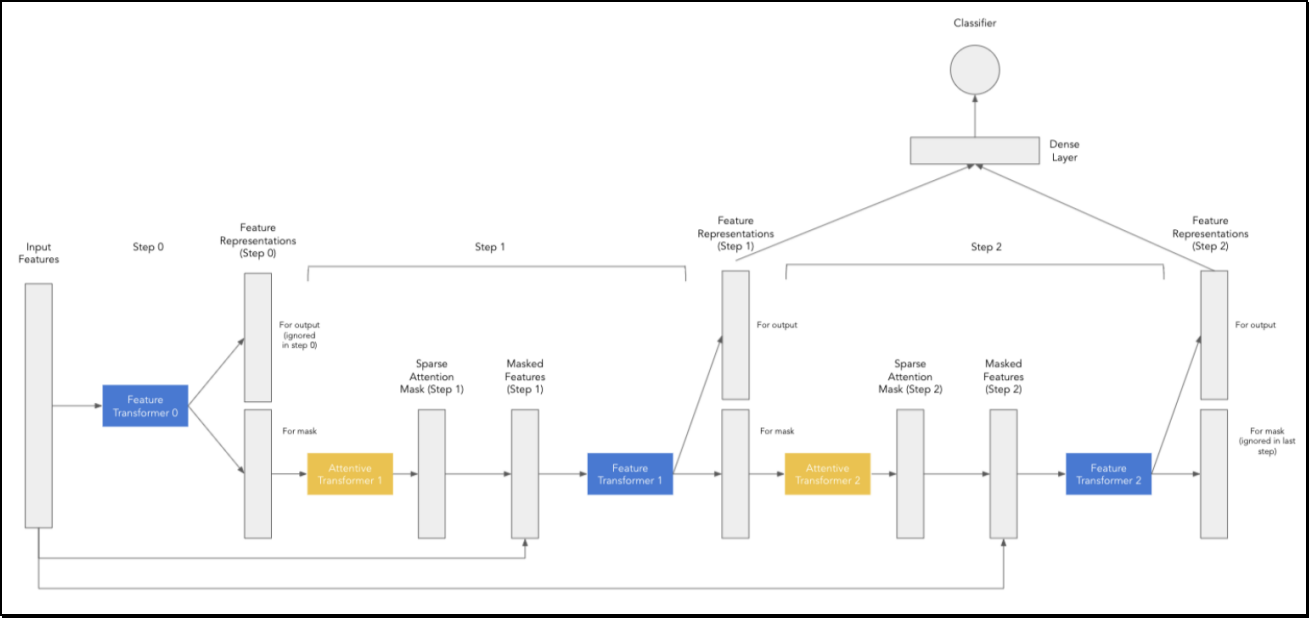 Classifier
Dense
Layer
Input
Features
Step 0
Feature
Representations
(Step 0)
Step 1
Feature
Representations
(Step 1)
Step 2
Feature
Representations
(Step 2)
For output
(ignored
in step 0)
For output
For output
Feature
Transformer 0
Sparse
Attention
Mask (Step 1)
Masked
Features
(Step 1)
Sparse
Attention
Mask (Step 2)
Masked
Features
(Step 2)
For mask
For mask
For mask
(ignored in last
step)
Attentive
Transformer 1
Feature
Transformer 1
Attentive
Transformer 2
Feature
Transformer 2